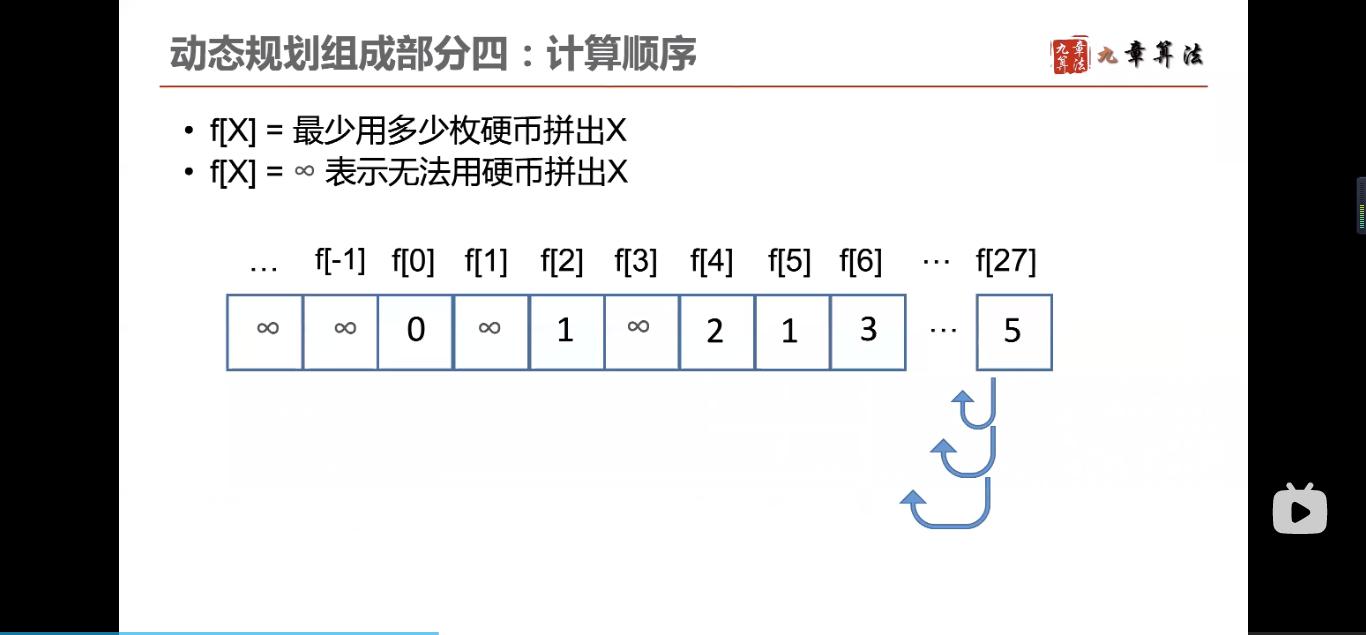 动态规划组成部分四：计算顺序
九章算法 九章算法
• f[X] = 最少用多少枚硬币拼出X
• f[X] = ∞ 表示无法用硬币拼出X
… f[-1] f[0] f[1] f[2] f[3] f[4] f[5] f[6] … f[27]
∞ ∞ 0 ∞ 1 ∞ 2 1 3 … 5